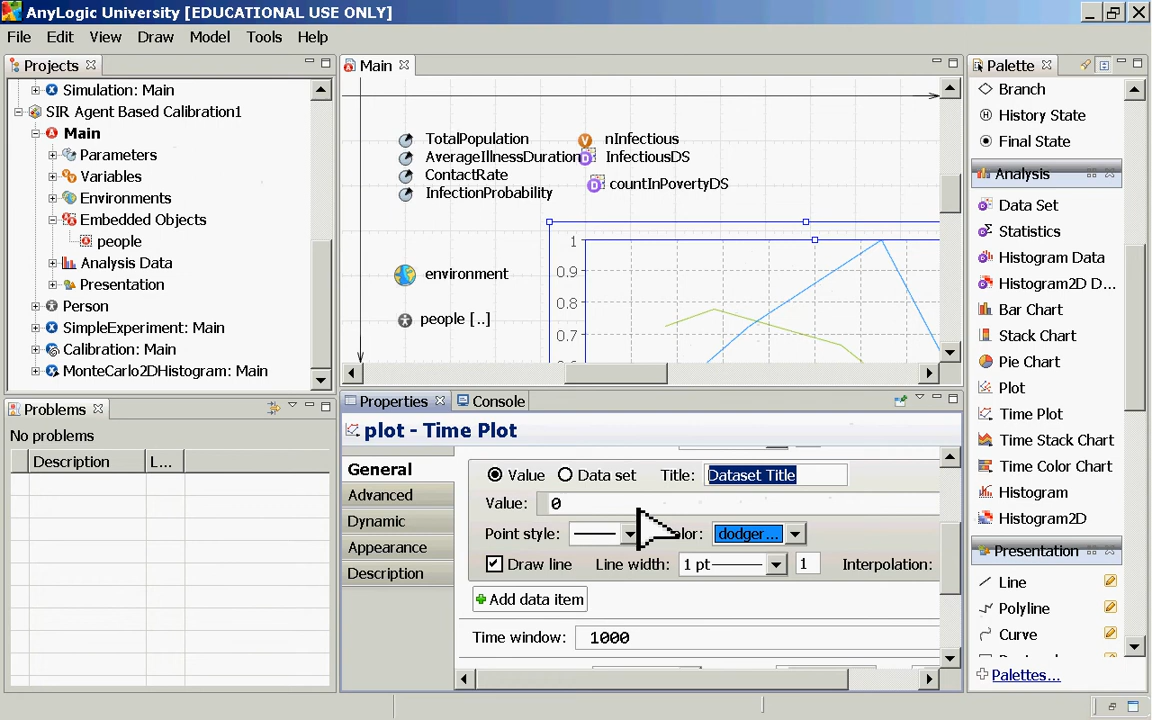 AnyLogic University [EDUCATIONAL USE ONLY]
File Edit View Draw Model Tools Help
Projects
Simulation: Main
SIR Agent Based Calibration1
Main
Parameters
Variables
Environments
Embedded Objects
people
Analysis Data
Presentation
Person
SimpleExperiment: Main
Calibration: Main
MonteCarlo2DHistogram: Main
Problems
No problems
Description L...
Main
TotalPopulation
AverageIllnessDuration
ContactRate
InfectionProbability
nInfectious
InfectiousDS
countInPovertyDS
environment
people [..]
1
0.9
0.8
0.7
Properties Console
plot - Time Plot
General
Advanced
Dynamic
Appearance
Description
Value Data set Title: Dataset Title
Value: 0
Point style: olor: dodger...
Draw line Line width: 1 pt 1 Interpolation:
Add data item
Time window: 1000
Palette
Branch
History State
Final State
Analysis
Data Set
Statistics
Histogram Data
Histogram2D D...
Bar Chart
Stack Chart
Pie Chart
Plot
Time Plot
Time Stack Chart
Time Color Chart
Histogram
Histogram2D
Presentation
Line
Polyline
Curve
Palettes...